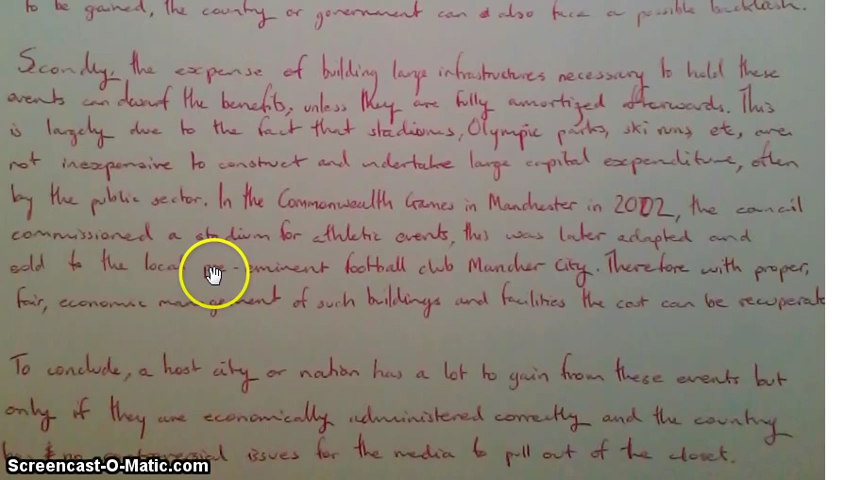 to be gained, the country or government can also face a possible backlash.
Scondly, the expense of building large infrastructures necessary to hold these
events can dwarf the benefits, unless they are fully amortized afterwards. This
is largely due to the fact that stadiums, Olympic parks, ski runs etc, are
not inexpensive to construct and undertake large capital expenditure, often
by the public sector. In the Commonwealth Games in Manchester in 2002, the council
commissioned a stadium for athletic events, this was later adapted and
sold to the local pre-eminent football club Manchester City. Therefore with proper,
fair, economic management of such buildings and facilities the cost can be recuperate
To conclude, a host city or nation has a lot to gain from these events but
only if they are economically administered correctly and the country
no controversial issues for the media to pull out of the closet.
Screencast-O-Matic.com